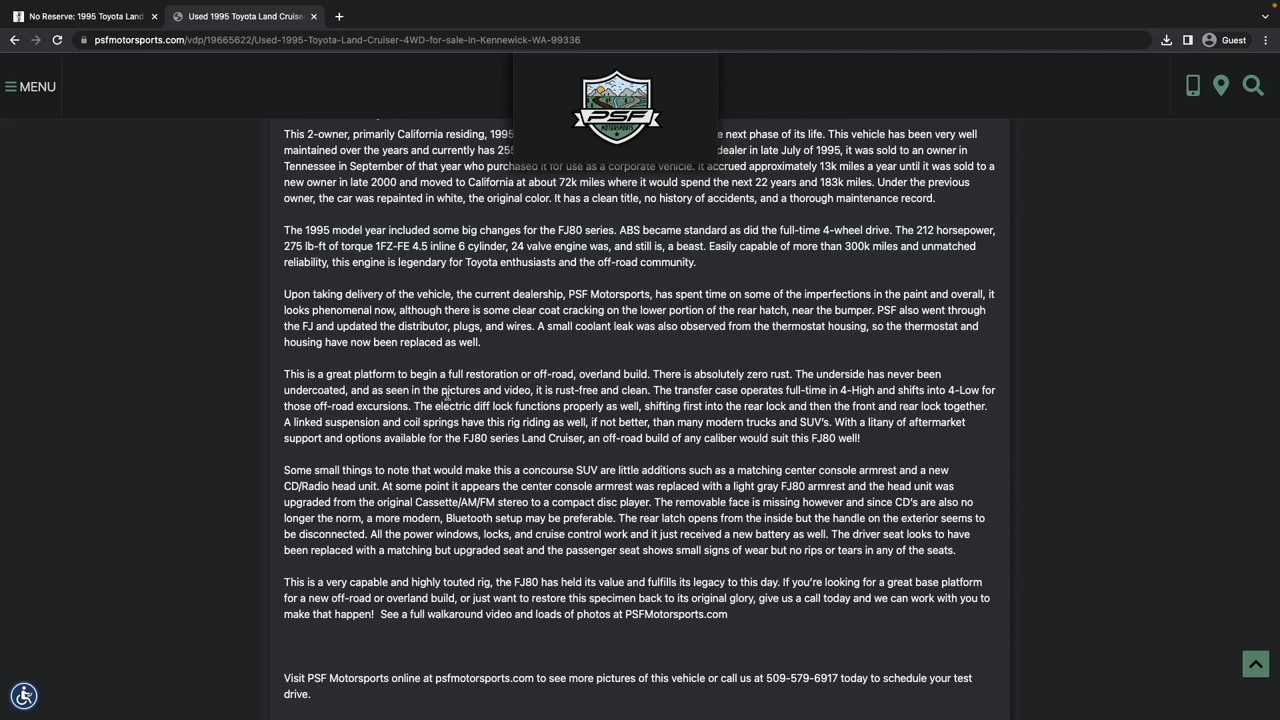 No Reserve: 1995 Toyota Land
Used 1995 Toyota Land Cruise
psfmotorsports.com/vdp/19665622/Used-1995-Toyota-Land-Cruiser-4WD-for-sale-in-Kennewick-WA-99336
Guest
MENU
PSF
MOTORSPORTS
This 2-owner, primarily California residing, 1995 next phase of its life. This vehicle has been very well
maintained over the years and currently has 255 dealer in late July of 1995, it was sold to an owner in
Tennessee in September of that year who purchased it for use as a corporate vehicle. It accrued approximately 13k miles a year until it was sold to a
new owner in late 2000 and moved to California at about 72k miles where it would spend the next 22 years and 183k miles. Under the previous
owner, the car was repainted in white, the original color. It has a clean title, no history of accidents, and a thorough maintenance record.
The 1995 model year included some big changes for the FJ80 series. ABS became standard as did the full-time 4-wheel drive. The 212 horsepower,
275 lb-ft of torque 1FZ-FE 4.5 inline 6 cylinder, 24 valve engine was, and still is, a beast. Easily capable of more than 300k miles and unmatched
reliability, this engine is legendary for Toyota enthusiasts and the off-road community.
Upon taking delivery of the vehicle, the current dealership, PSF Motorsports, has spent time on some of the imperfections in the paint and overall, it
looks phenomenal now, although there is some clear coat cracking on the lower portion of the rear hatch, near the bumper. PSF also went through
the FJ and updated the distributor, plugs, and wires. A small coolant leak was also observed from the thermostat housing, so the thermostat and
housing have now been replaced as well.
This is a great platform to begin a full restoration or off-road, overland build. There is absolutely zero rust. The underside has never been
undercoated, and as seen in the pictures and video, it is rust-free and clean. The transfer case operates full-time in 4-High and shifts into 4-Low for
those off-road excursions. The electric diff lock functions properly as well, shifting first into the rear lock and then the front and rear lock together.
A linked suspension and coil springs have this rig riding as well, if not better, than many modern trucks and SUV's. With a litany of aftermarket
support and options available for the FJ80 series Land Cruiser, an off-road build of any caliber would suit this FJ80 well!
Some small things to note that would make this a concourse SUV are little additions such as a matching center console armrest and a new
CD/Radio head unit. At some point it appears the center console armrest was replaced with a light gray FJ80 armrest and the head unit was
upgraded from the original Cassette/AM/FM stereo to a compact disc player. The removable face is missing however and since CD's are also no
longer the norm, a more modern, Bluetooth setup may be preferable. The rear latch opens from the inside but the handle on the exterior seems to
be disconnected. All the power windows, locks, and cruise control work and it just received a new battery as well. The driver seat looks to have
been replaced with a matching but upgraded seat and the passenger seat shows small signs of wear but no rips or tears in any of the seats.
This is a very capable and highly touted rig, the FJ80 has held its value and fulfills its legacy to this day. If you're looking for a great base platform
for a new off-road or overland build, or just want to restore this specimen back to its original glory, give us a call today and we can work with you to
make that happen! See a full walkaround video and loads of photos at PSFMotorsports.com
Visit PSF Motorsports online at psfmotorsports.com to see more pictures of this vehicle or call us at 509-579-6917 today to schedule your test
drive.